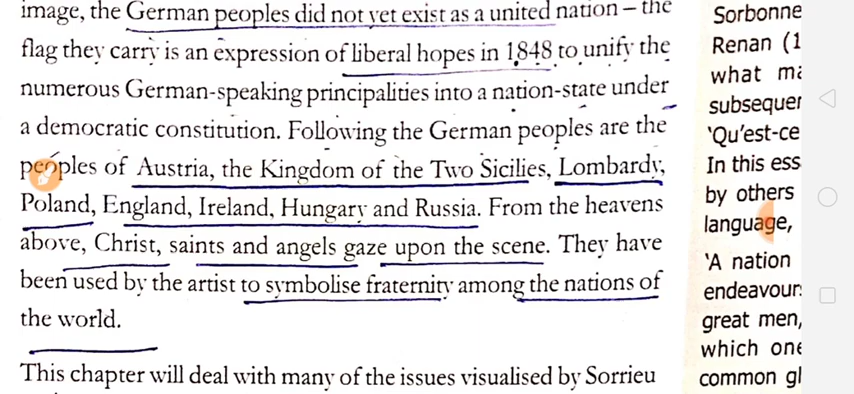 image, the German peoples did not yet exist as a united nation – the
flag they carry is an expression of liberal hopes in 1848 to unify the
numerous German-speaking principalities into a nation-state under
a democratic constitution. Following the German peoples are the
peoples of Austria, the Kingdom of the Two Sicilies, Lombardy,
Poland, England, Ireland, Hungary and Russia. From the heavens
above, Christ, saints and angels gaze upon the scene. They have
been used by the artist to symbolise fraternity among the nations of
the world.
This chapter will deal with many of the issues visualised by Sorrieu
Sorbonne
Renan (1
what
subsequen
'Qu'est-ce
In this ess
by others
language,
'A nation
endeavour
great men,
which one
common gl